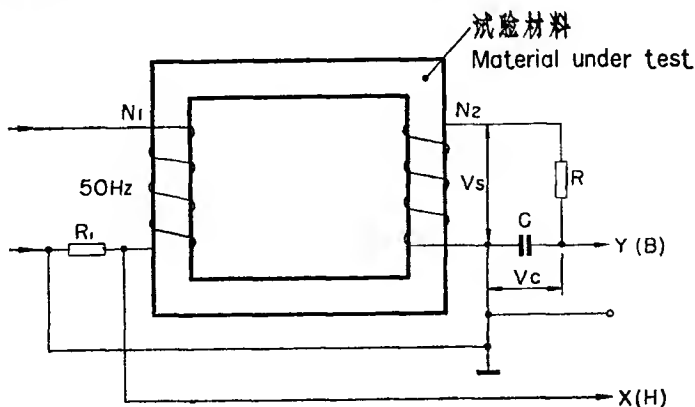 试验材料
Material under test
N1
N2
50Hz
Vs
R
R1
C
Y (B)
Vc
X(H)